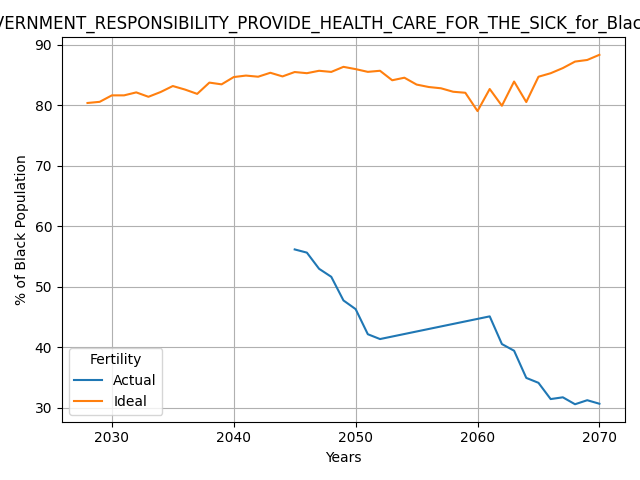 VERNMENT_RESPONSIBILITY_PROVIDE_HEALTH_CARE_FOR_THE_SICK_for_Blac
90
80
70
60
50
40
30
% of Black Population
Fertility
Actual
Ideal
2030 2040 2050 2060 2070
Years